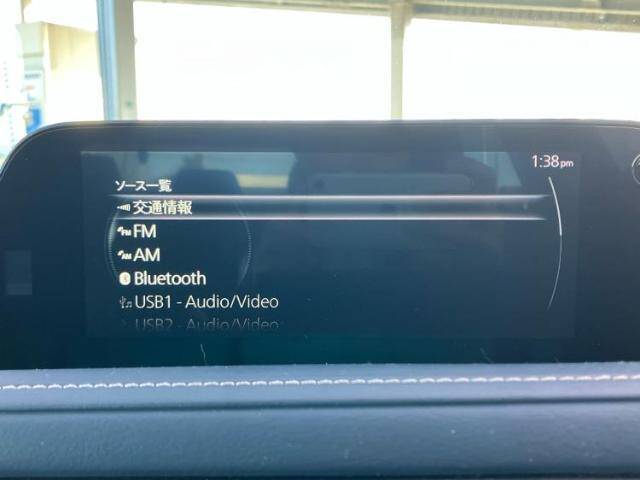 1:38pm
ソース一覧
交通情報
FM
AM
Bluetooth
USB1 - Audio/Video
USB2 - Audio/Video